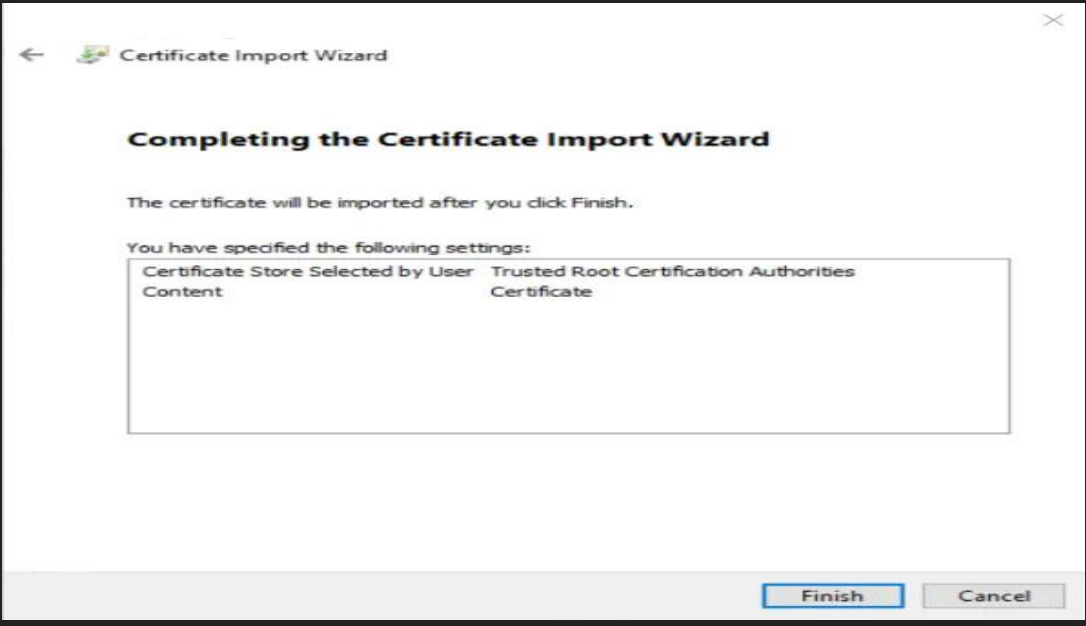 Certificate Import Wizard
Completing the Certificate Import Wizard
The certificate will be imported after you click Finish.
You have specified the following settings:
Certificate Store Selected by User Trusted Root Certification Authorities
Content Certificate
Finish Cancel